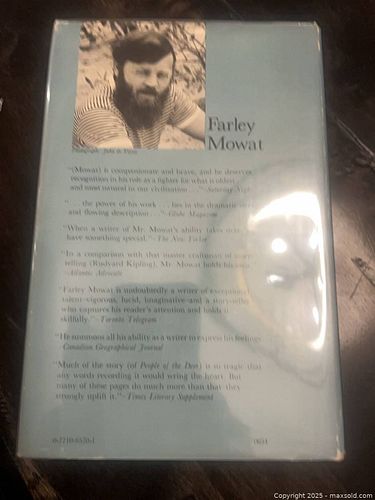 Photograph: John de Visser
Farley
Mowat
"(Mowat) is compassionate and brave, and he deserves
recognition in his role as a fighter for what is oldest
and most natural in our civilization . . ."—Saturday Night
". . . the power of his work . . . lies in the dramatic
and flowing description . . ."—Globe Magazine
"When a writer of Mr. Mowat's ability takes
have something special."—The New Yorker
"In a comparison with that master craftsman of story-
telling (Rudyard Kipling), Mr. Mowat holds his own."
Atlantic Advocate
"Farley Mowat is undoubtedly a writer of exceptional
talent—vigorous, lucid, imaginative—and a storyteller
who captures his reader's attention and holds it
skilfully."—Toronto Telegram
"He summons all his ability as a writer to express his feelings
Canadian Geographical Journal
"Much of the story (of People of the Deer) is so tragic that
any words recording it would wring the heart. But
many of these pages do much more than that: they
strongly uplift it."—Times Literary Supplement
Copyright 2025 - maxsold.com